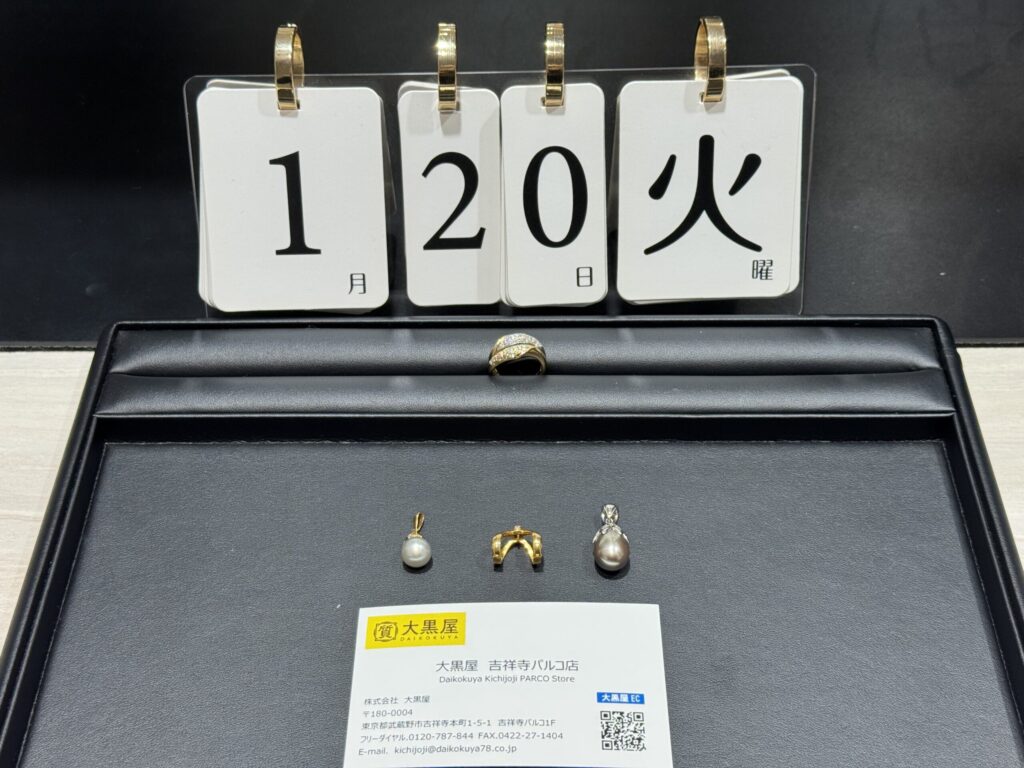 1月
20日
火曜
質 大黒屋
DAIKOKUYA
大黒屋 吉祥寺パルコ店
Daikokuya Kichijoji PARCO Store
株式会社 大黒屋
〒180-0004
東京都武蔵野市吉祥寺本町1-5-1 吉祥寺パルコ1F
フリーダイヤル.0120-787-844 FAX.0422-27-1404
E-mail. kichijoji@daikokuya78.co.jp
大黒屋 EC